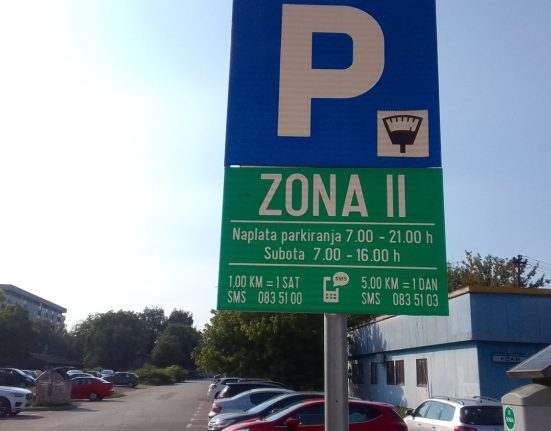 P
ZONA II
Naplata parkiranja 7.00 - 21.00 h
Subota 7.00 - 16.00 h
1.00 KM = 1 SAT
SMS 083 51 00
SMS
5.00 KM = 1 DAN
SMS 083 51 03